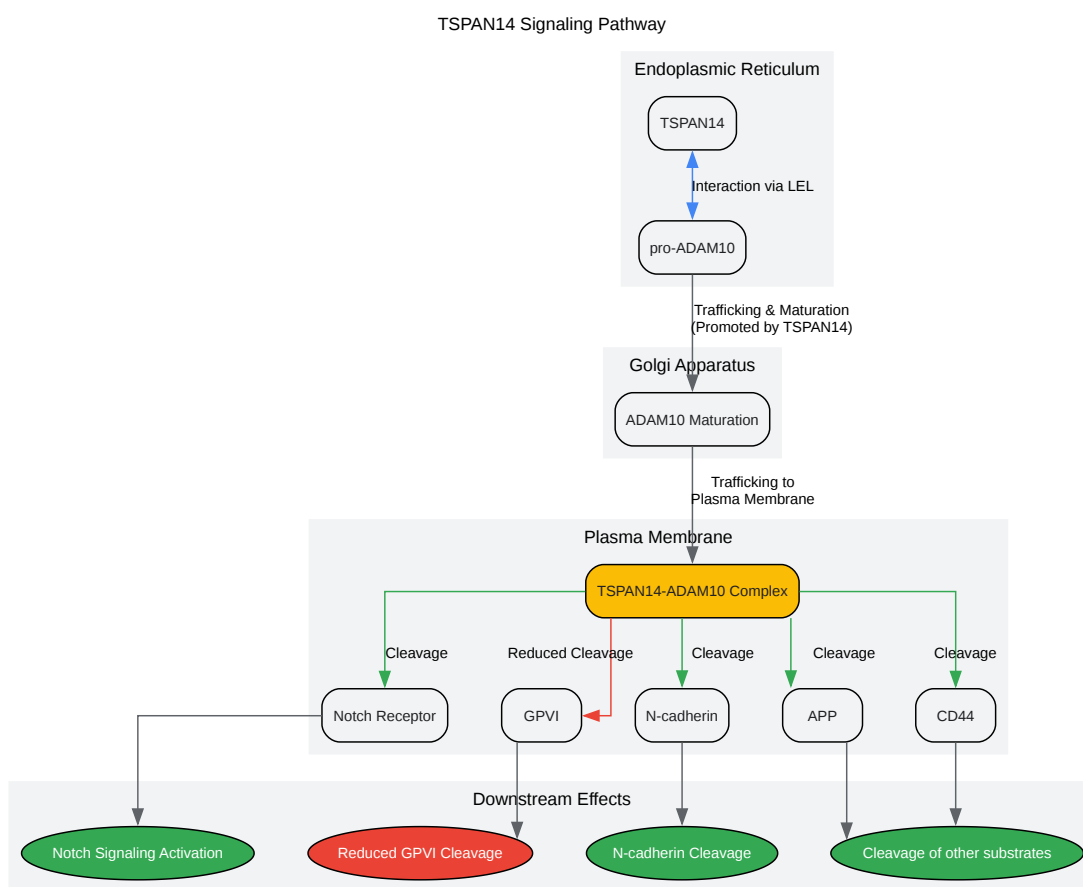 TSPAN14 Signaling Pathway
Endoplasmic Reticulum
TSPAN14
Interaction via LEL
pro-ADAM10
Trafficking & Maturation
(Promoted by TSPAN14)
Golgi Apparatus
ADAM10 Maturation
Trafficking to
Plasma Membrane
Plasma Membrane
TSPAN14-ADAM10 Complex
Cleavage
Reduced Cleavage
Cleavage
Cleavage
Cleavage
Notch Receptor
GPVI
N-cadherin
APP
CD44
Downstream Effects
Notch Signaling Activation
Reduced GPVI Cleavage
N-cadherin Cleavage
Cleavage of other substrates